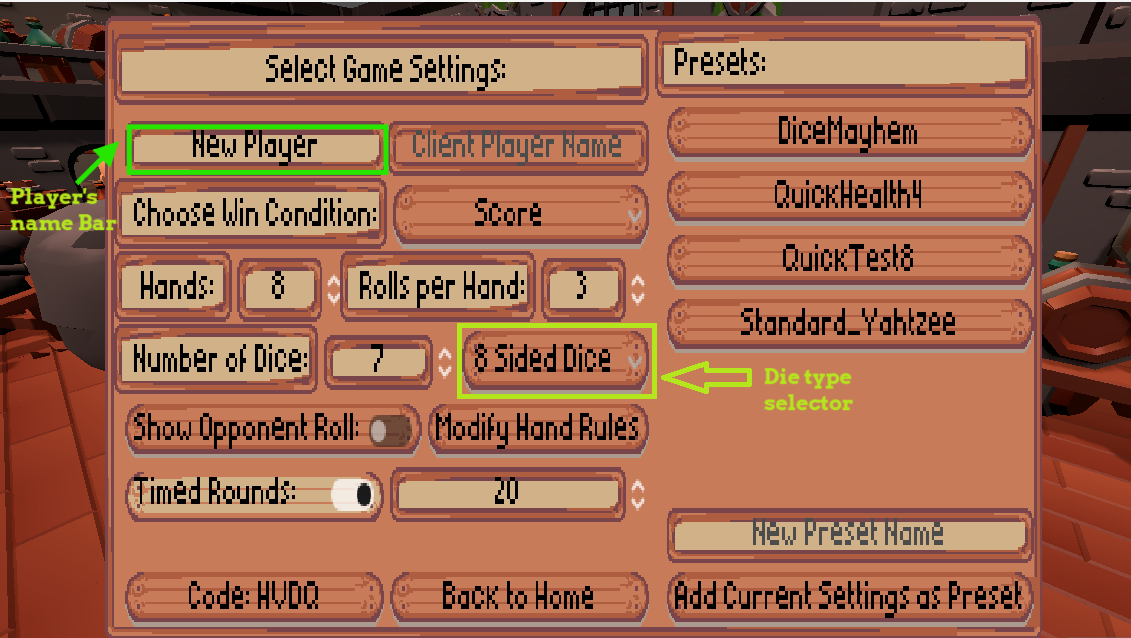 Select Game Settings:
Presets:
New Player
Client Player Name
DiceMayhem
Player's
name Bar
Choose Win Condition:
Score
QuickHealth4
Hands:
8
Rolls per Hand:
3
QuickTest8
Standard_Yahtzee
Number of Dice:
7
8 Sided Dice
Die type
selector
Show Opponent Roll:
Modify Hand Rules
Timed Rounds:
20
New Preset Name
Code: HVDQ
Back to Home
Add Current Settings as Preset